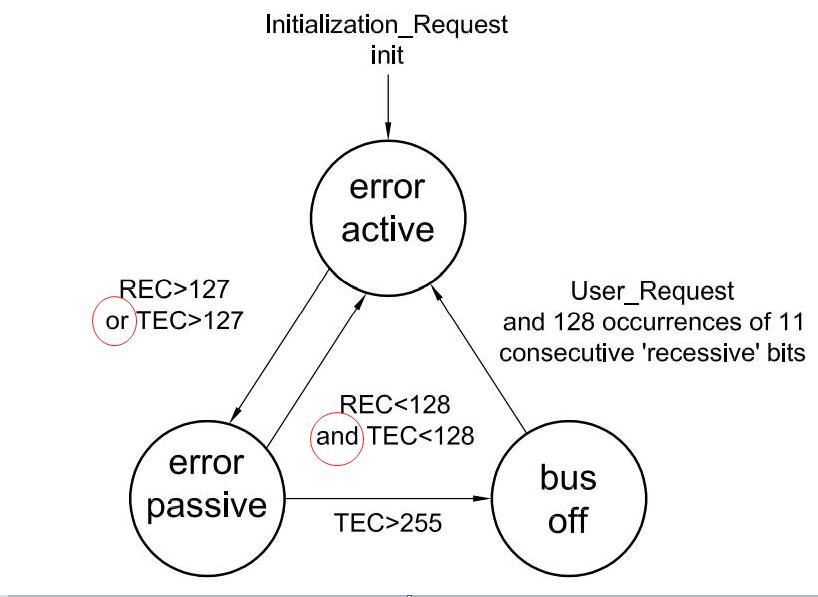 Initialization_Request
init
error
active
REC>127
or TEC>127
User_Request
and 128 occurrences of 11
consecutive 'recessive' bits
REC<128
and TEC<128
error
passive
TEC>255
bus
off